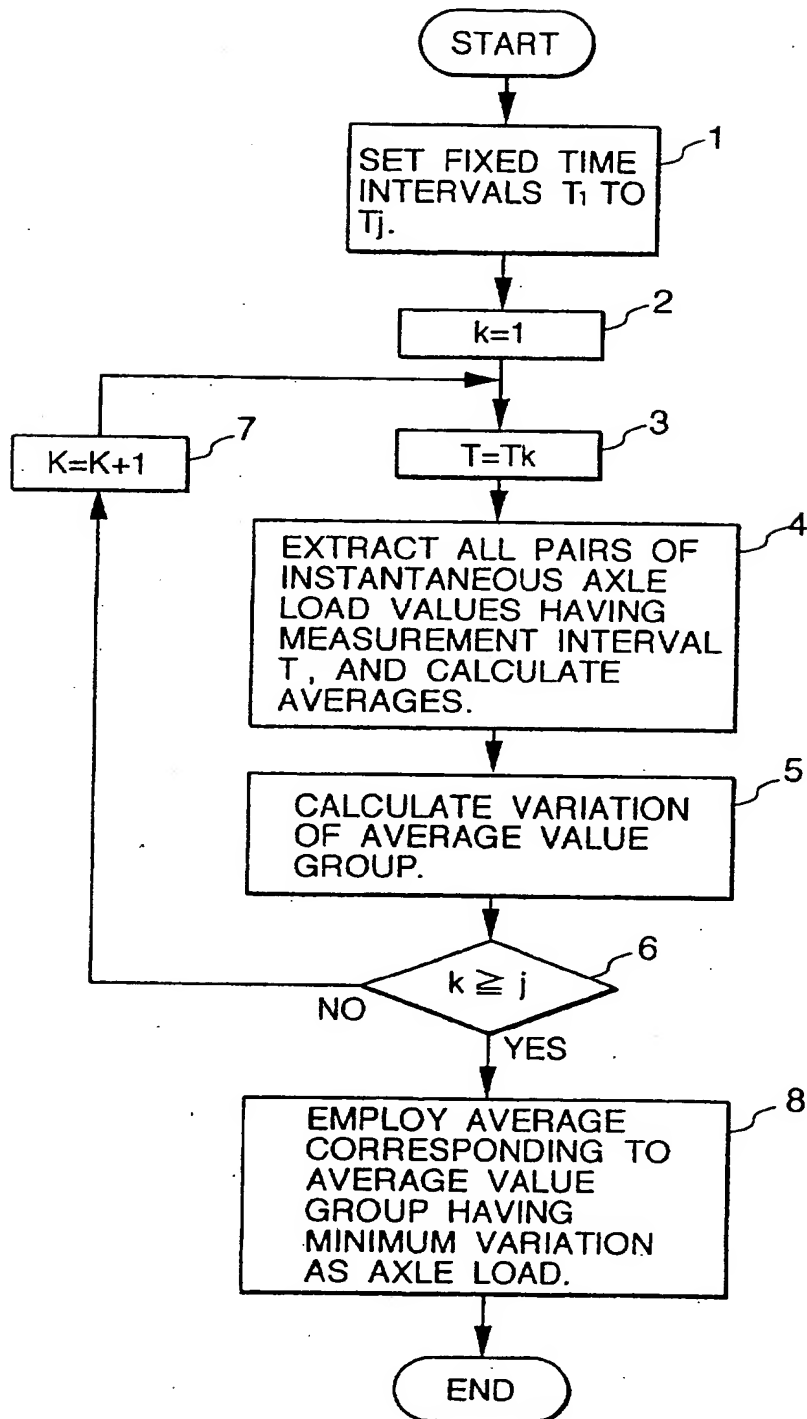 START
1
SET FIXED TIME
INTERVALS T1 TO
Tj.
2
k=1
7
K=K+1
3
T=Tk
4
EXTRACT ALL PAIRS OF
INSTANTANEOUS AXLE
LOAD VALUES HAVING
MEASUREMENT INTERVAL
T, AND CALCULATE
AVERAGES.
5
CALCULATE VARIATION
OF AVERAGE VALUE
GROUP.
6
k ≧ j
NO
YES
8
EMPLOY AVERAGE
CORRESPONDING TO
AVERAGE VALUE
GROUP HAVING
MINIMUM VARIATION
AS AXLE LOAD.
END